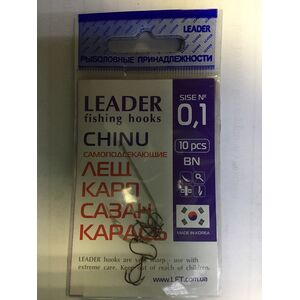 LEADER
РЫБОЛОВНЫЕ ПРИНАДЛЕЖНОСТИ
LEADER
fishing hooks
SISE №
0,1
CHINU
10 pcs
BN
САМОПОДСЕКАЮЩИЕ
ЛЕЩ
КАРП
САЗАН
КАРАСЬ
MADE IN KOREA
LEADER hooks are very sharp - use with
extreme care. Keep out of reach of children.
www.LFT.com.ua